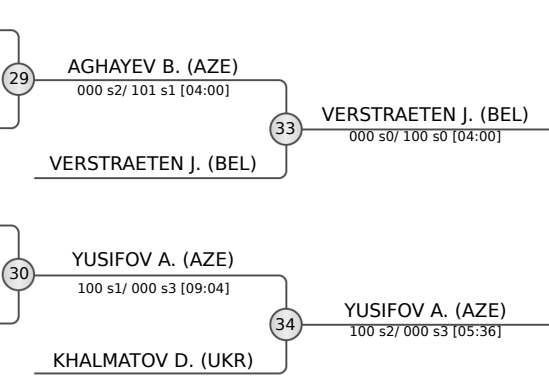 AGHAYEV B. (AZE)
29
000 s2/ 101 s1 [04:00]
VERSTRAETEN J. (BEL)
33
000 s0/ 100 s0 [04:00]
VERSTRAETEN J. (BEL)
YUSIFOV A. (AZE)
30
100 s1/ 000 s3 [09:04]
YUSIFOV A. (AZE)
34
100 s2/ 000 s3 [05:36]
KHALMATOV D. (UKR)